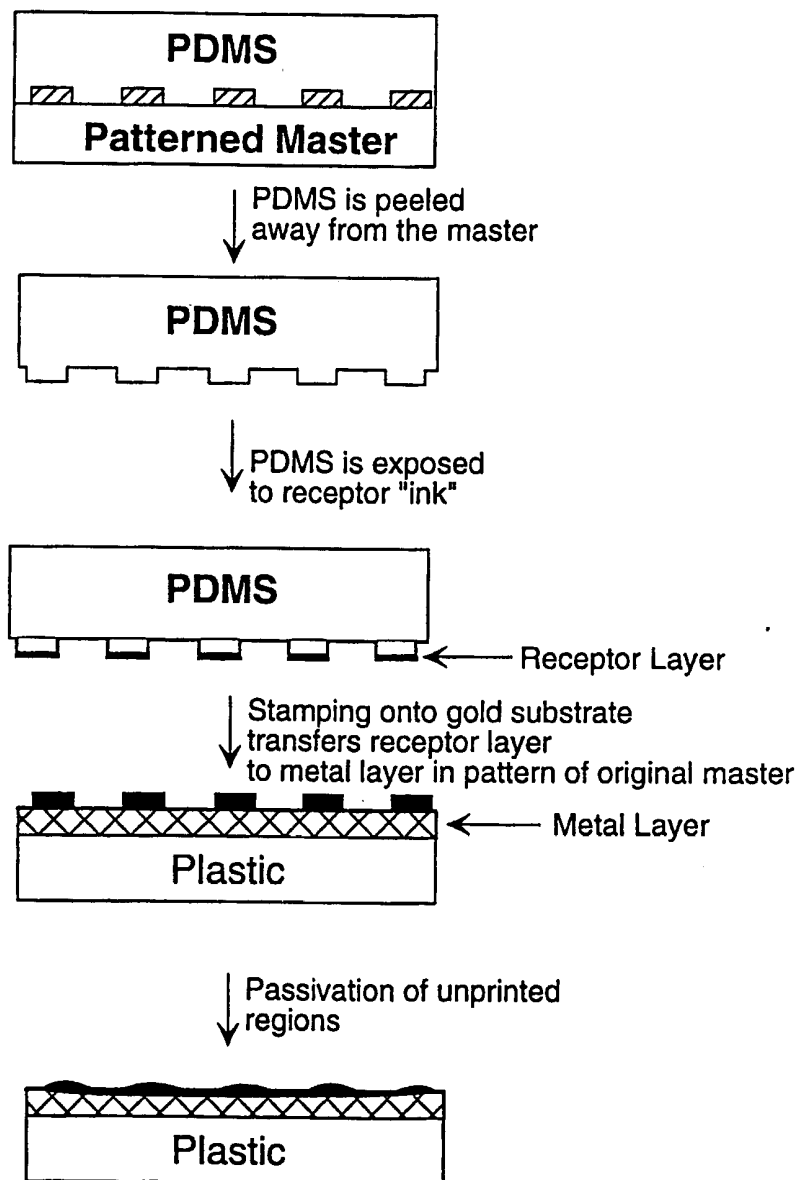 PDMS
Patterned Master
PDMS is peeled
away from the master
PDMS
PDMS is exposed
to receptor "ink"
PDMS
Receptor Layer
Stamping onto gold substrate
transfers receptor layer
to metal layer in pattern of original master
Metal Layer
Plastic
Passivation of unprinted
regions
Plastic